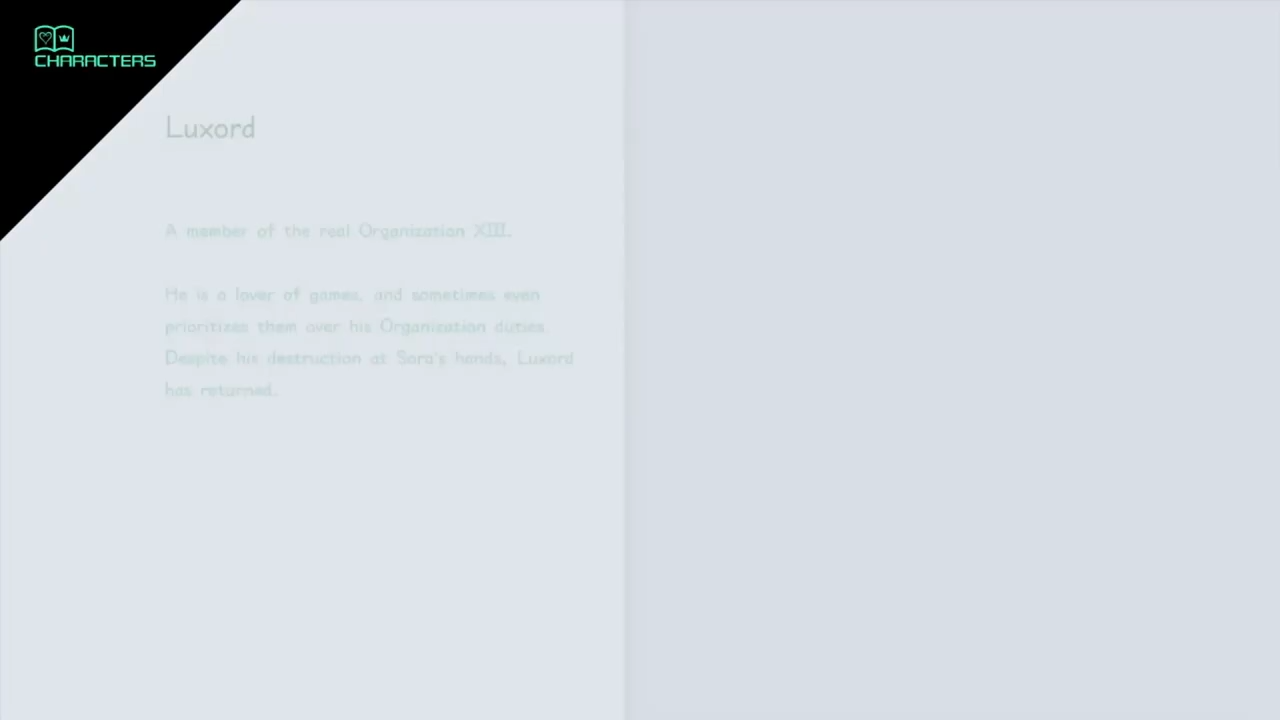 CHARACTERS
Luxord
A member of the real Organization XIII.
He is a lover of games, and sometimes even
prioritizes them over his Organization duties.
Despite his destruction at Sora's hands, Luxord
has returned.